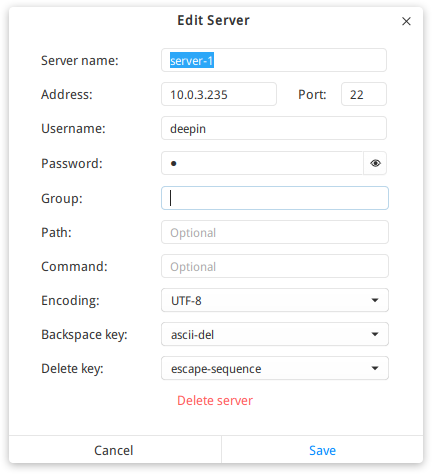 Edit Server
Server name: server-1
Address: 10.0.3.235 Port: 22
Username: deepin
Password: ●
Group:
Path: Optional
Command: Optional
Encoding: UTF-8
Backspace key: ascii-del
Delete key: escape-sequence
Delete server
Cancel Save